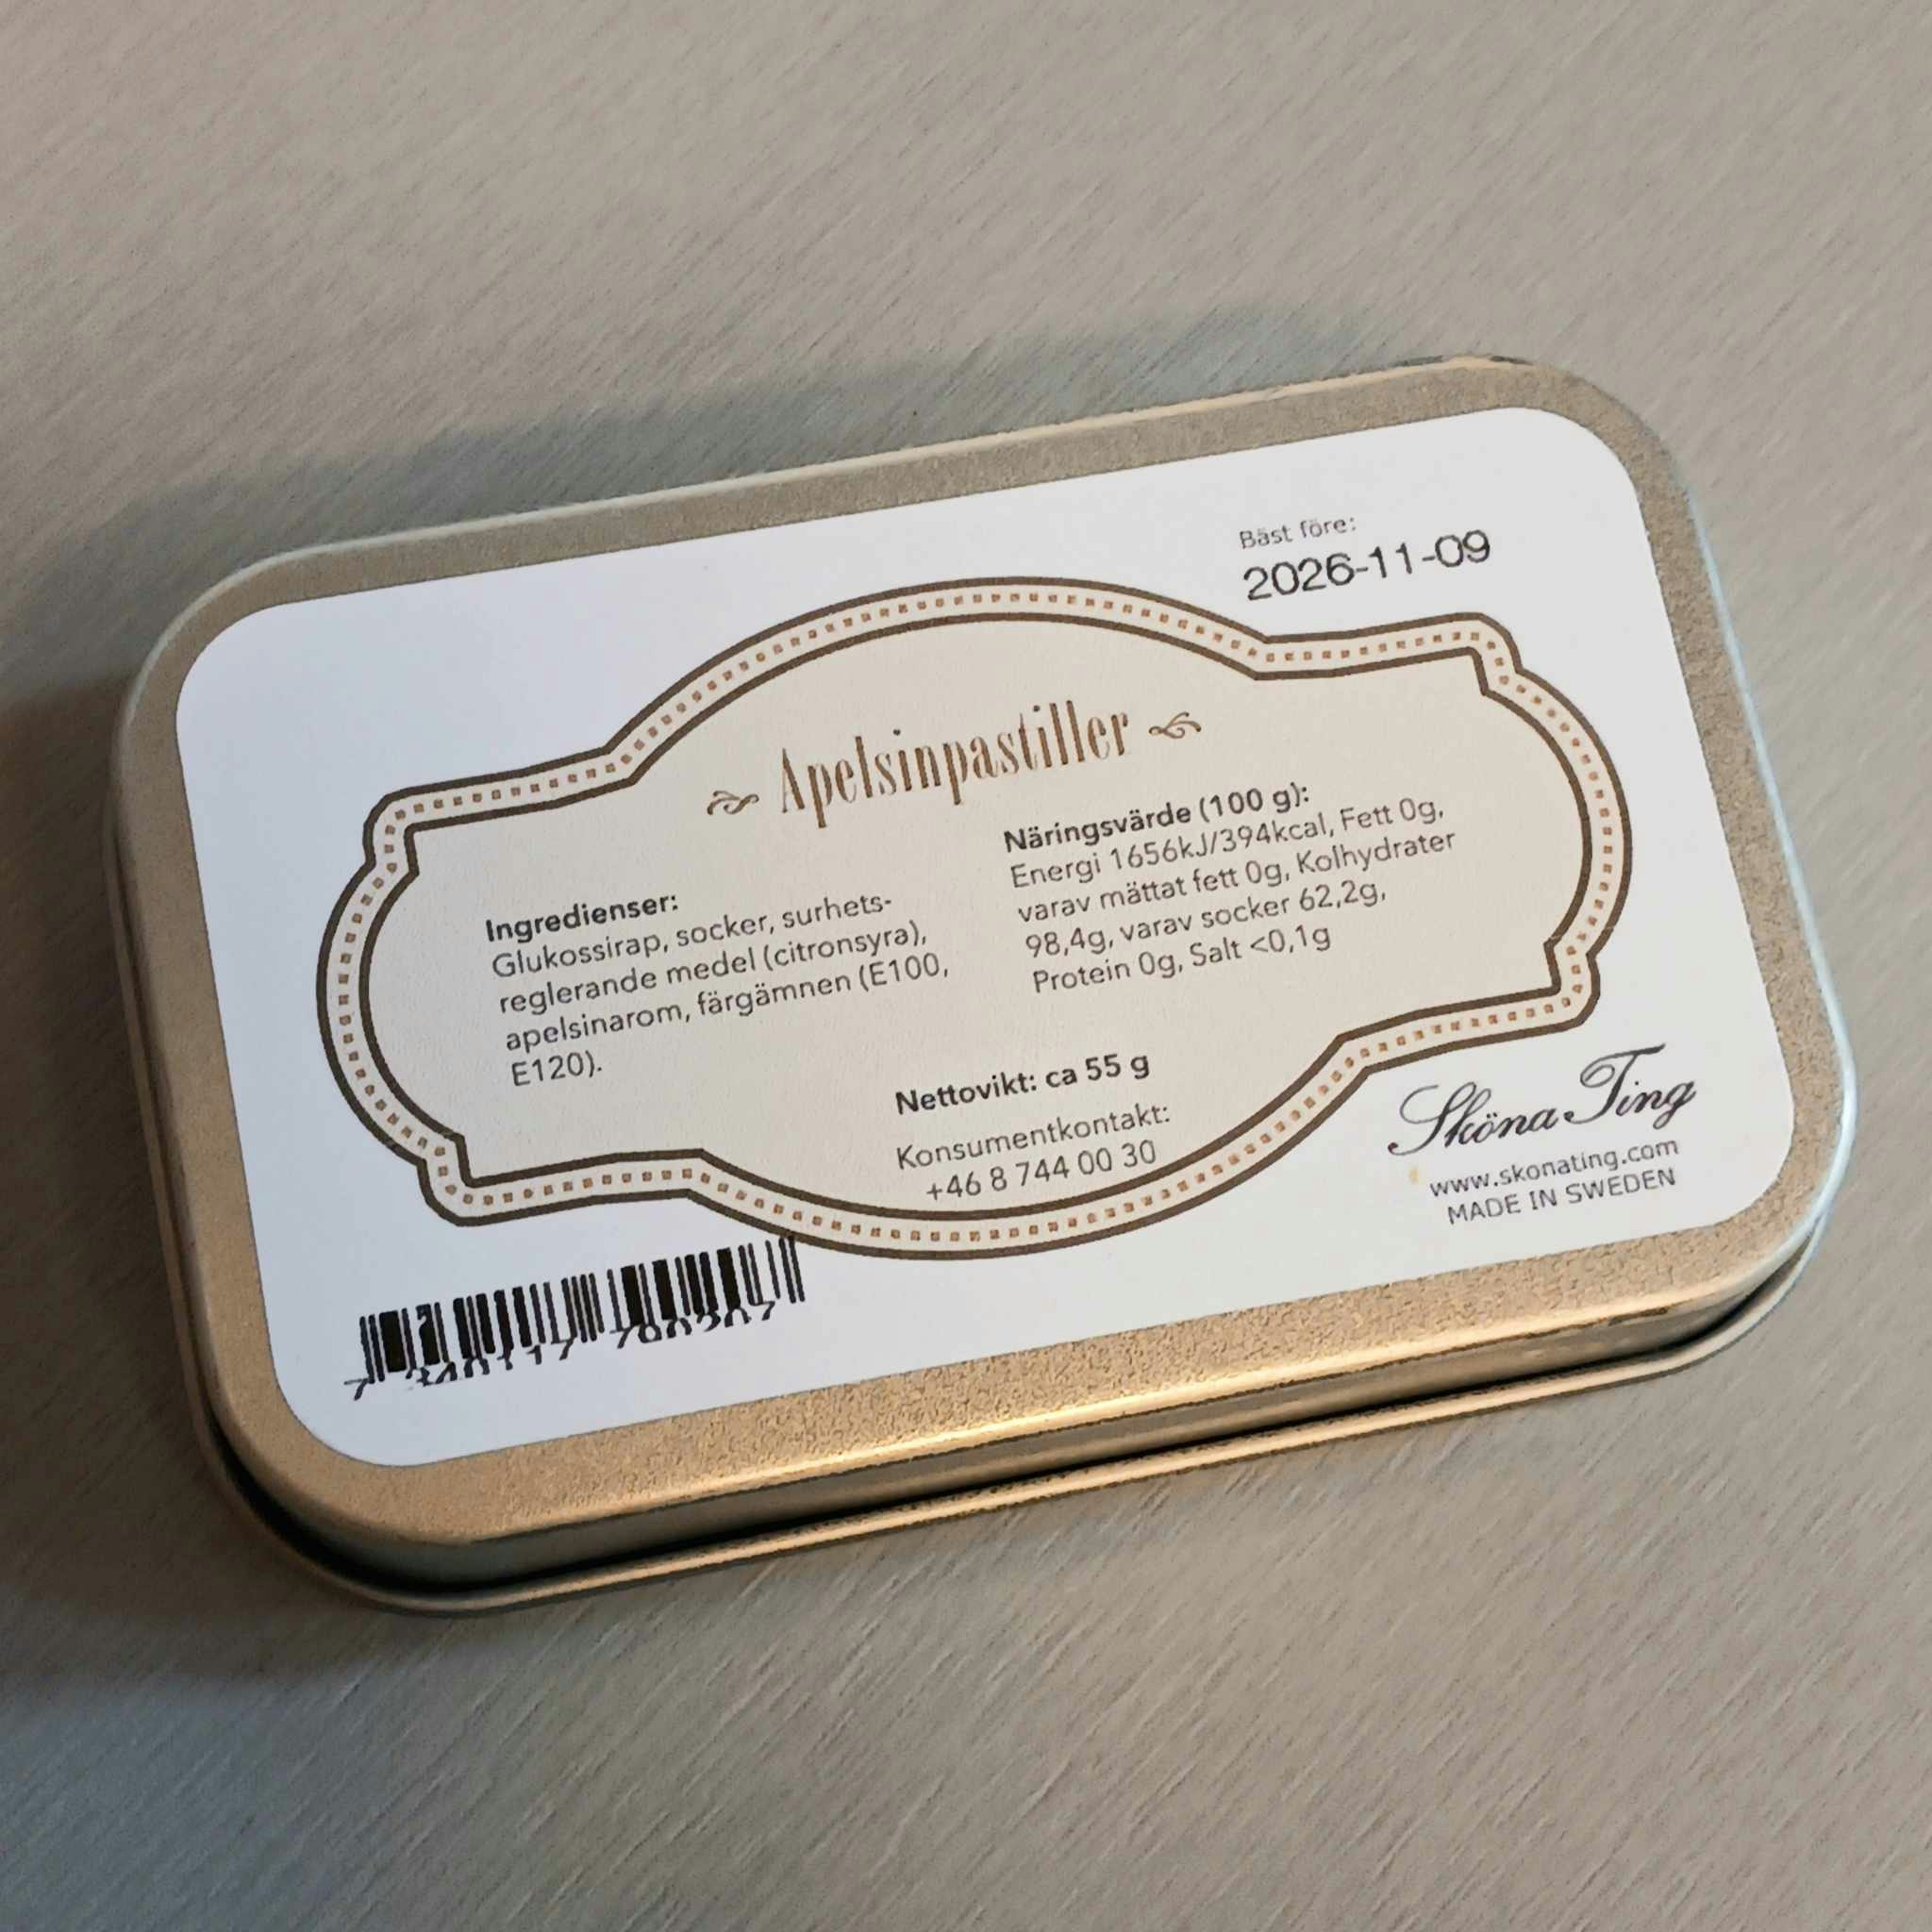 Bäst före:
2026-11-09
Apelsinpastiller
Ingredienser:
Glukossirap, socker, surhets-
reglerande medel (citronsyra),
apelsinarom, färgämnen (E100,
E120).
Näringsvärde (100 g):
Energi 1656kJ/394kcal, Fett 0g,
varav mättat fett 0g, Kolhydrater
98,4g, varav socker 62,2g,
Protein 0g, Salt <0,1g
Nettovikt: ca 55 g
Konsumentkontakt:
+46 8 744 00 30
Sköna Ting
www.skonating.com
MADE IN SWEDEN